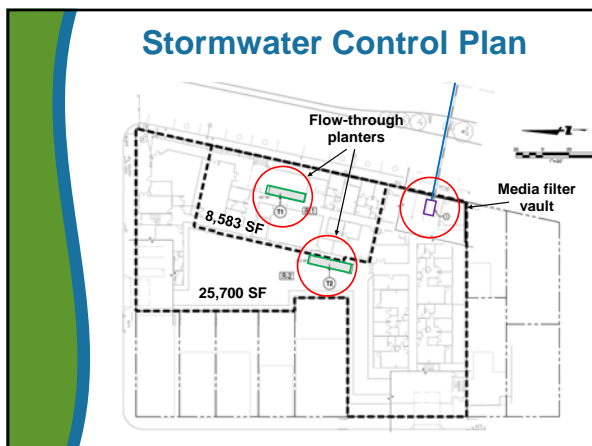 Stormwater Control Plan
Flow-through
planters
Media filter
vault
T1
8,583 SF
T2
25,700 SF